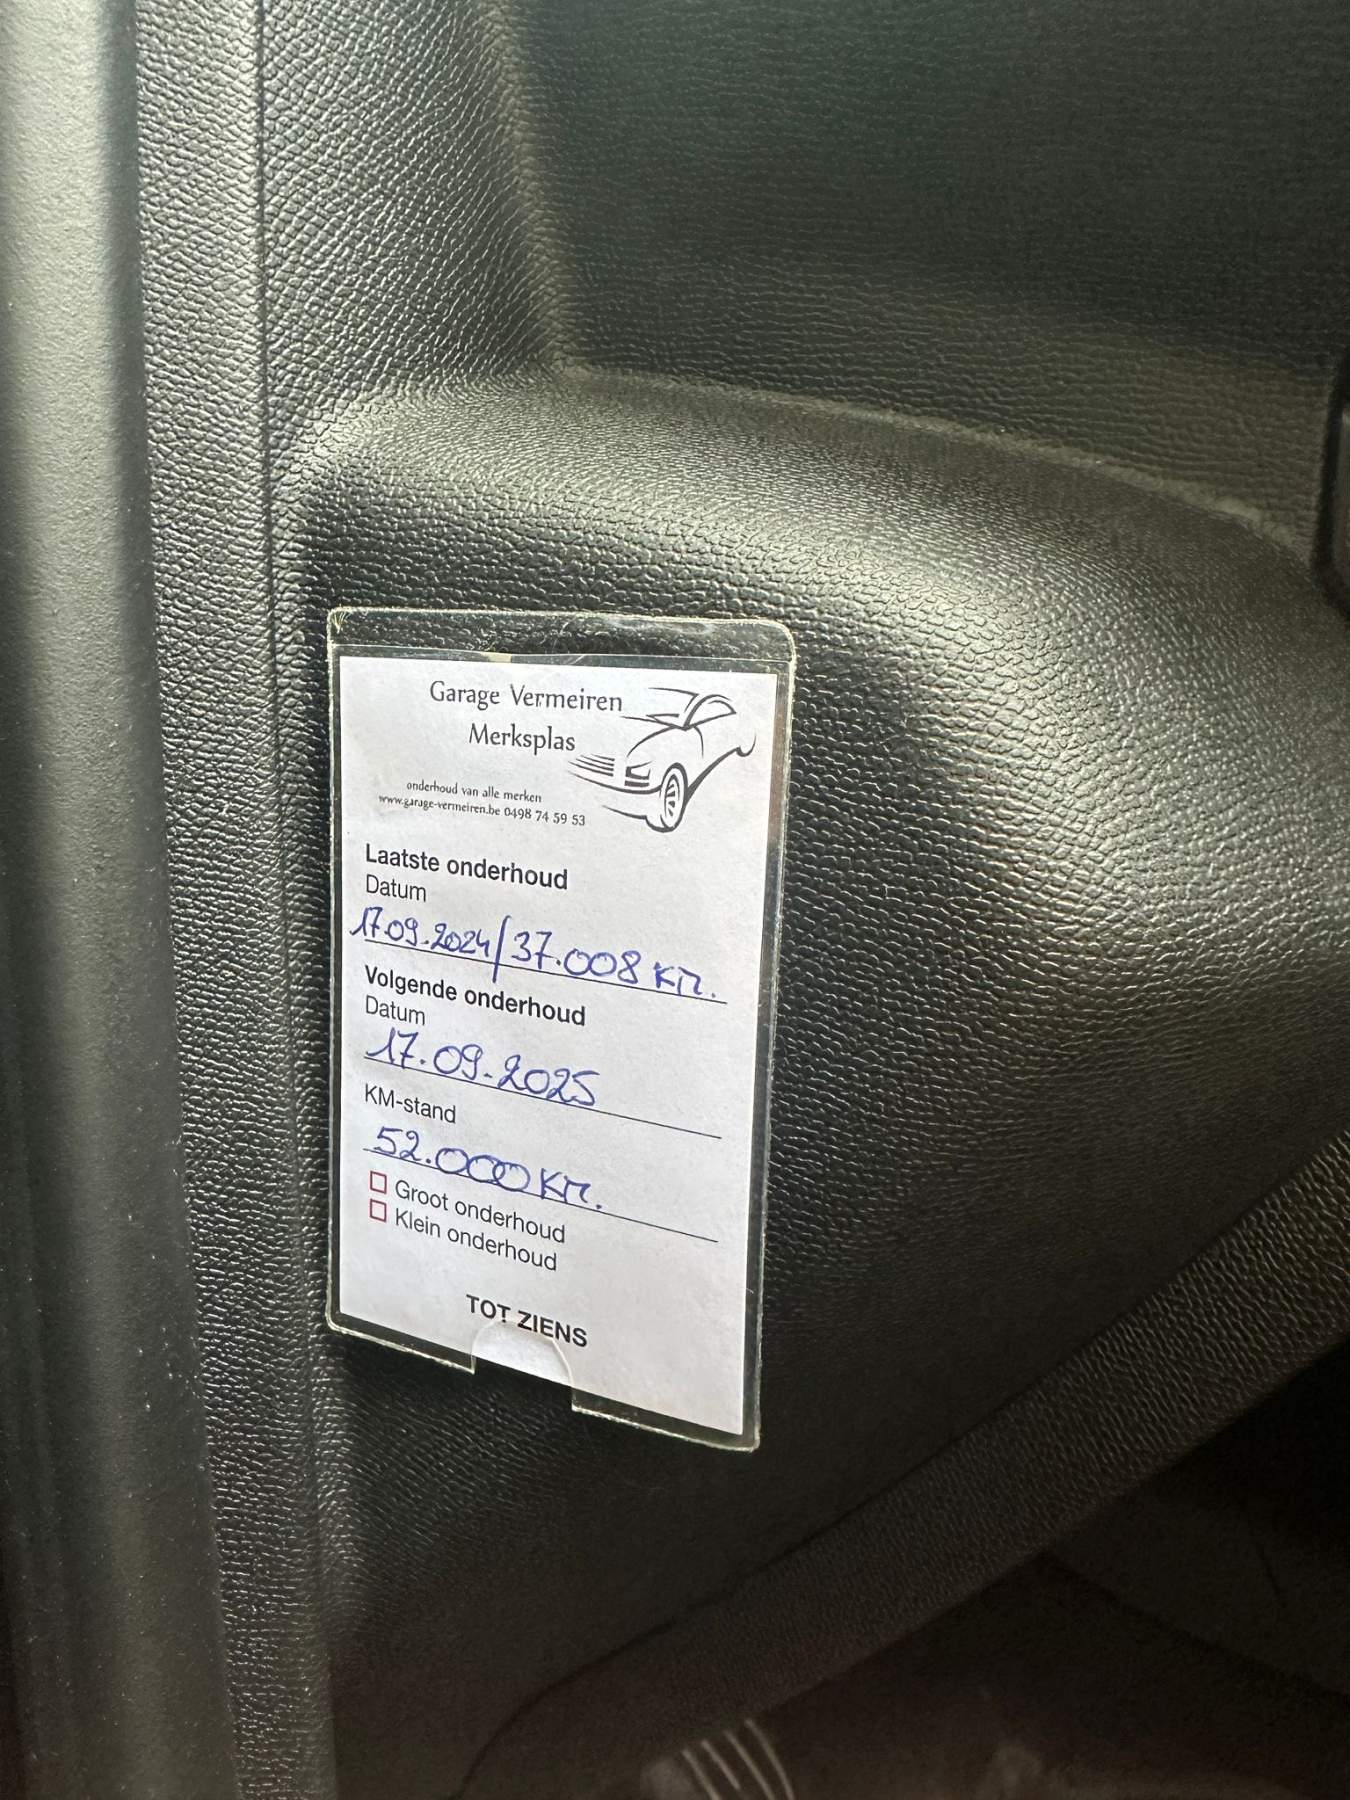 Garage Vermeiren
Merksplas
onderhoud van alle merken
www.garage-vermeiren.be 0498 74 59 53
Laatste onderhoud
Datum
17.09.2024/37.008 KM.
Volgende onderhoud
Datum
17.09.2025
KM-stand
52.000 KM.
Groot onderhoud
Klein onderhoud
TOT ZIENS